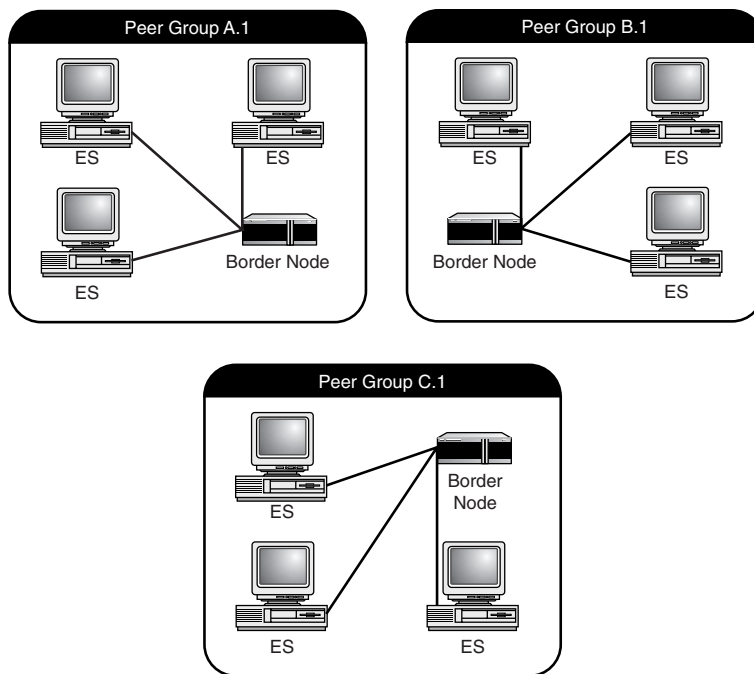 Peer Group A.1
ES
ES
ES
Border Node
Peer Group B.1
ES
ES
Border Node
ES
Peer Group C.1
ES
Border
Node
ES
ES